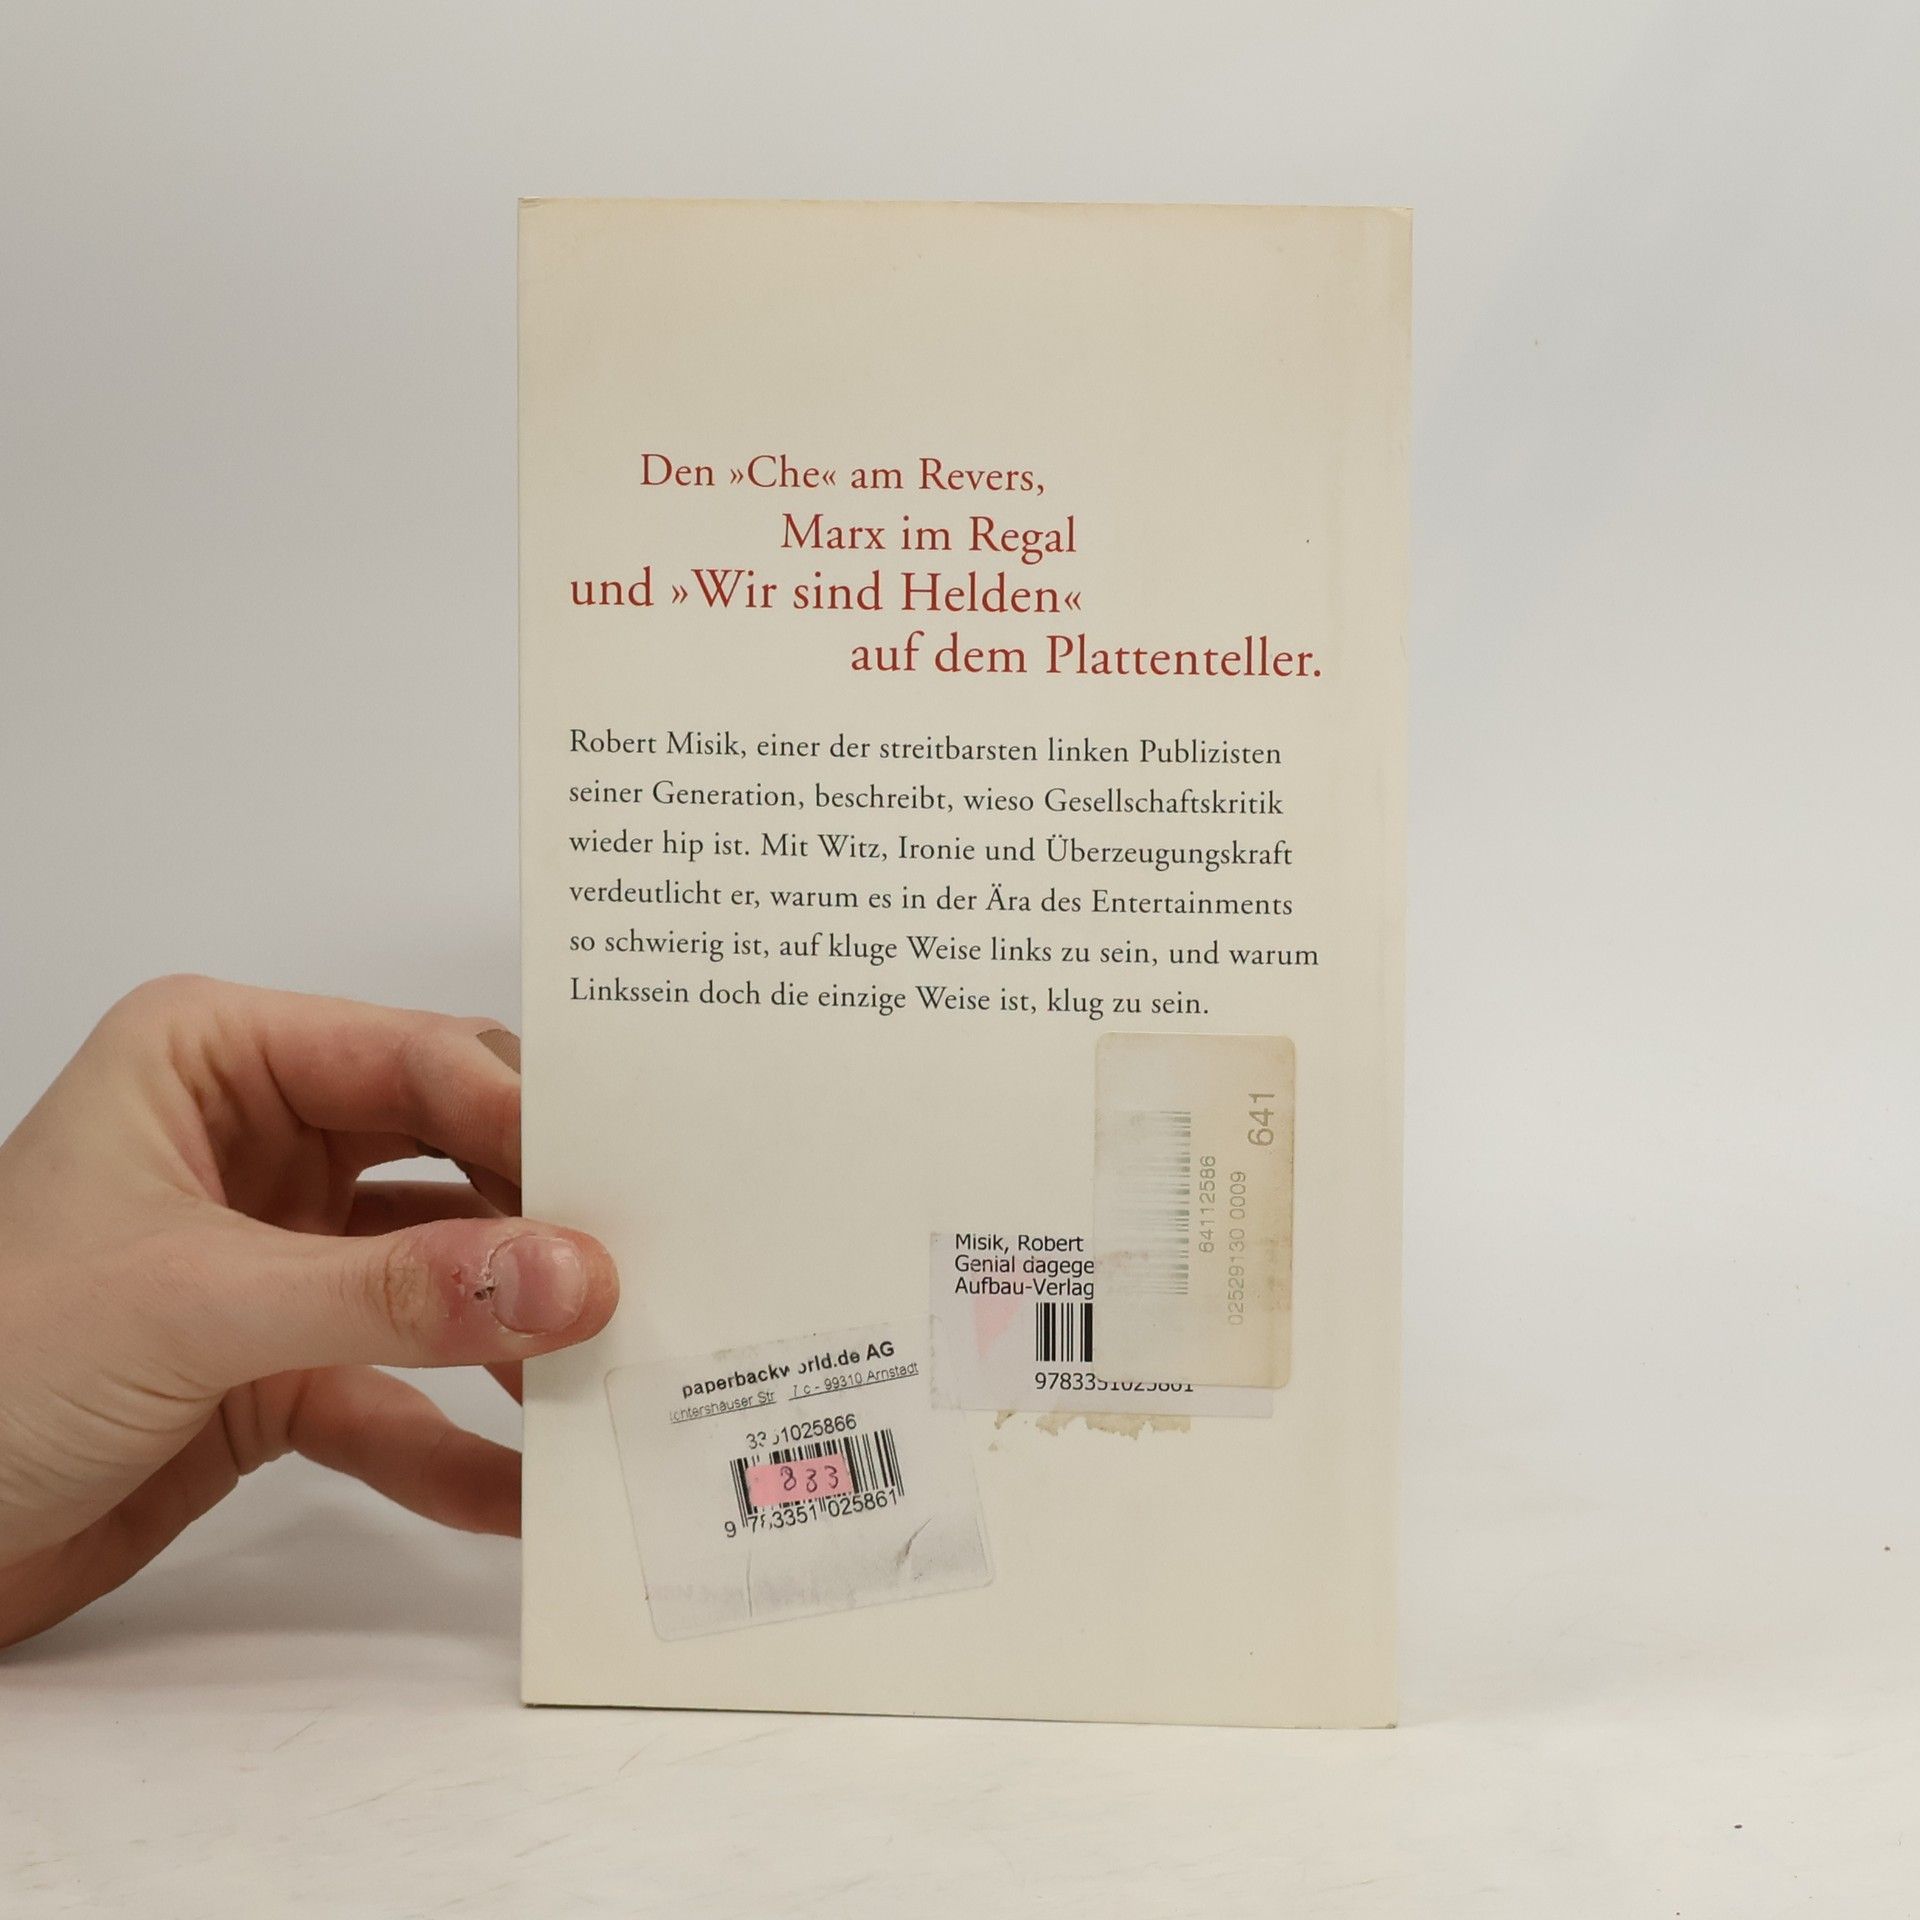 Den »Che« am Revers,
Marx im Regal
und »Wir sind Helden«
auf dem Plattenteller.
Robert Misik, einer der streitbarsten linken Publizisten
seiner Generation, beschreibt, wieso Gesellschaftskritik
wieder hip ist. Mit Witz, Ironie und Überzeugungskraft
verdeutlicht er, warum es in der Ära des Entertainments
so schwierig ist, auf kluge Weise links zu sein, und warum
Linkssein doch die einzige Weise ist, klug zu sein.
641
64112586
02529130 0009
Misik, Robert
Genial dagege
Aufbau-Verlag
AG
99310 Arnstadt
883
025861